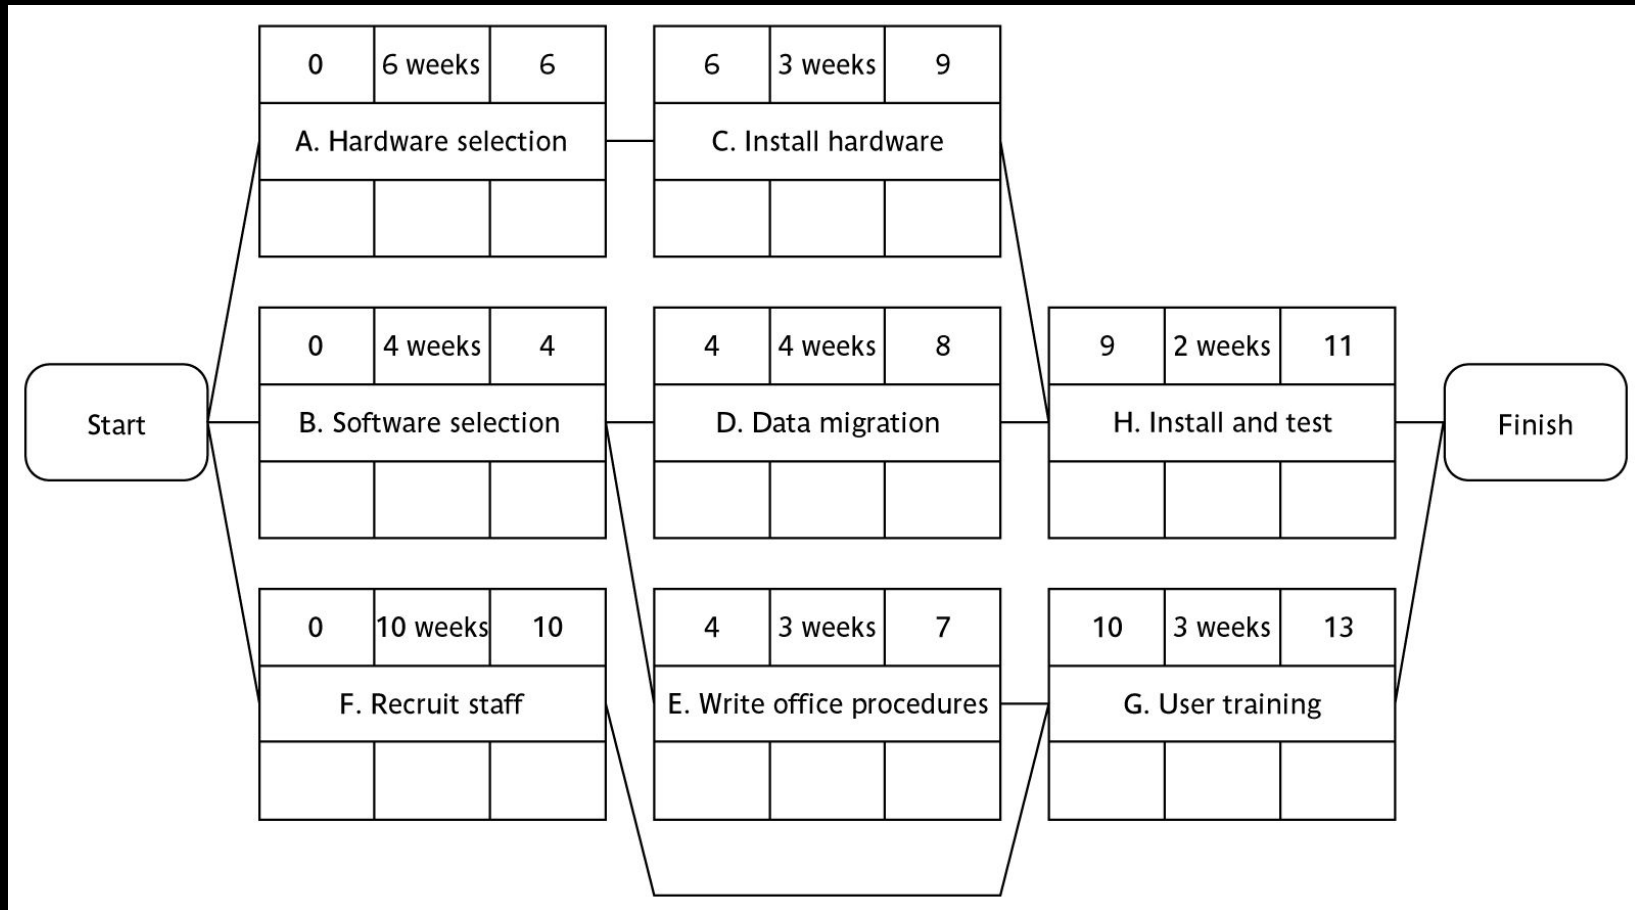 0 6 weeks 6
A. Hardware selection
6 3 weeks 9
C. Install hardware
Start
0 4 weeks 4
B. Software selection
4 4 weeks 8
D. Data migration
9 2 weeks 11
H. Install and test
Finish
0 10 weeks 10
F. Recruit staff
4 3 weeks 7
E. Write office procedures
10 3 weeks 13
G. User training